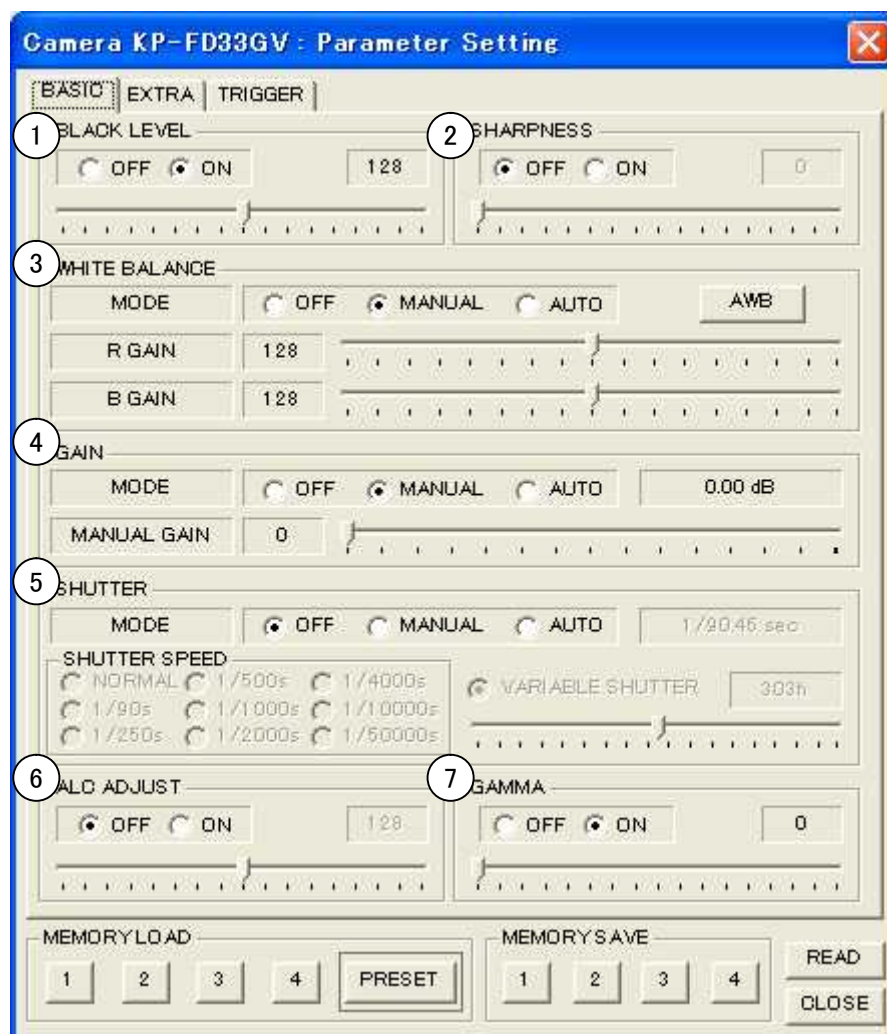 Camera KP-FD33GV : Parameter Setting
BASIC EXTRA TRIGGER
1 BLACK LEVEL 2 SHARPNESS
OFF ON 128 OFF ON 0
3 WHITE BALANCE
MODE OFF MANUAL AUTO AWB
R GAIN 128
B GAIN 128
4 GAIN
MODE OFF MANUAL AUTO 0.00 dB
MANUAL GAIN 0
5 SHUTTER
MODE OFF MANUAL AUTO 1/90.45 sec
SHUTTER SPEED
NORMAL 1/500s 1/4000s VARIABLE SHUTTER 303h
1/90s 1/1000s 1/10000s
1/250s 1/2000s 1/50000s
6 ALC ADJUST 7 GAMMA
OFF ON 128 OFF ON 0
MEMORY LOAD MEMORY SAVE
1 2 3 4 PRESET 1 2 3 4 READ
CLOSE